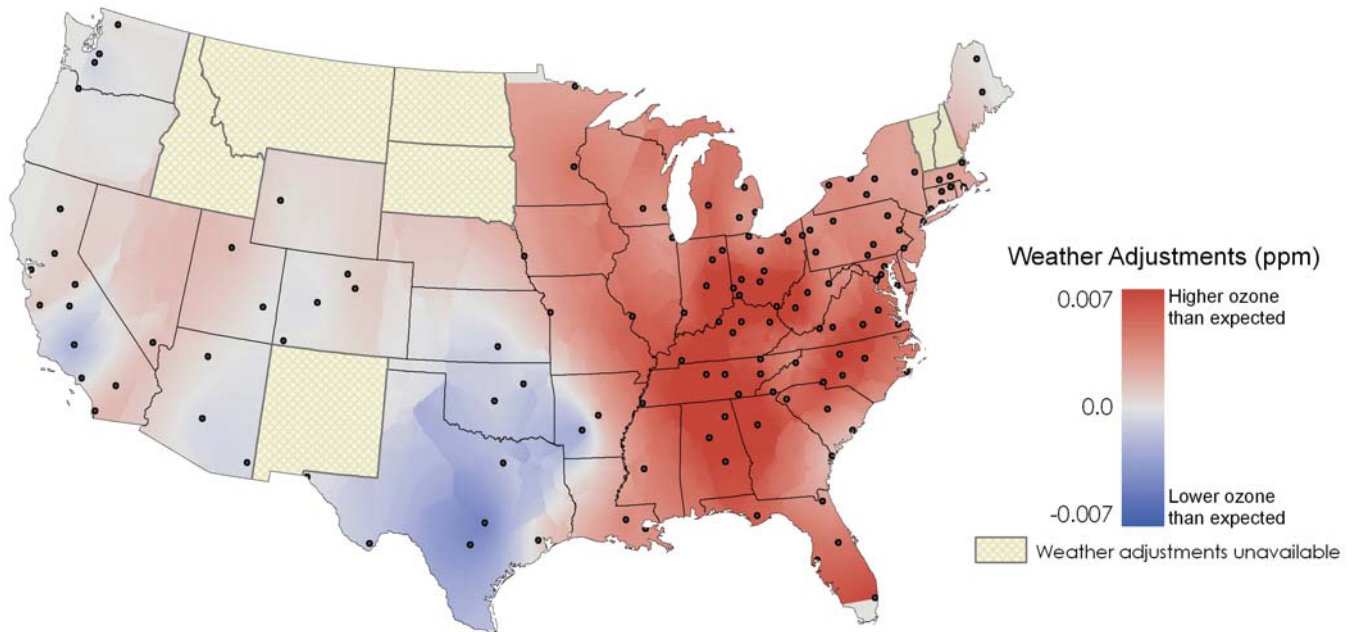 Weather Adjustments (ppm)
0.007
Higher ozone
than expected
0.0
-0.007
Lower ozone
than expected
Weather adjustments unavailable